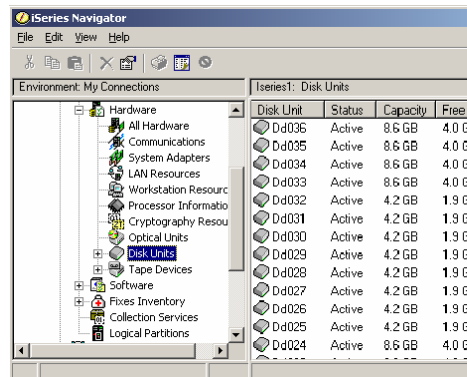 iSeries Navigator
File Edit View Help
Environment: My Connections
Iseries1: Disk Units
Hardware
All Hardware
Communications
System Adapters
LAN Resources
Workstation Resourc
Processor Informatio
Cryptography Resou
Optical Units
Disk Units
Tape Devices
Software
Fixes Inventory
Collection Services
Logical Partitions
Disk Unit Status Capacity Free
Dd036 Active 8.6 GB 4.0 G
Dd035 Active 8.6 GB 4.0 G
Dd034 Active 8.6 GB 4.0 G
Dd033 Active 8.6 GB 4.0 G
Dd032 Active 4.2 GB 1.9 G
Dd031 Active 4.2 GB 1.9 G
Dd030 Active 4.2 GB 1.9 G
Dd029 Active 4.2 GB 1.9 G
Dd028 Active 4.2 GB 1.9 G
Dd027 Active 4.2 GB 1.9 G
Dd026 Active 4.2 GB 1.9 G
Dd025 Active 4.2 GB 1.9 G
Dd024 Active 8.6 GB 4.0 G